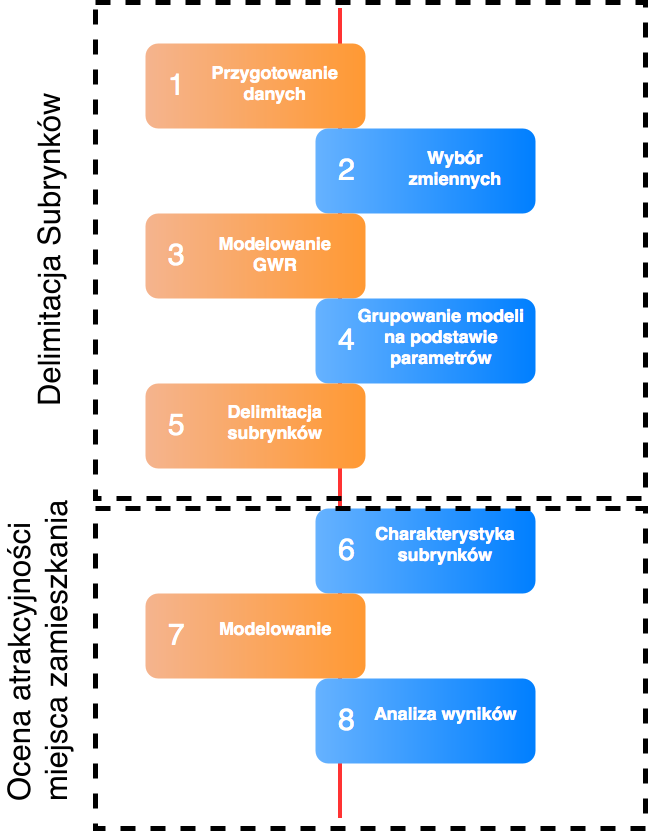 Delimitacja Subrynków
1
Przygotowanie
danych
2
Wybór
zmiennych
3
Modelowanie
GWR
4
Grupowanie modeli
na podstawie
parametrów
5
Delimitacja
subrynków
Ocena atrakcyjności
miejsca zamieszkania
6
Charakterystyka
subrynków
7
Modelowanie
8
Analiza wyników